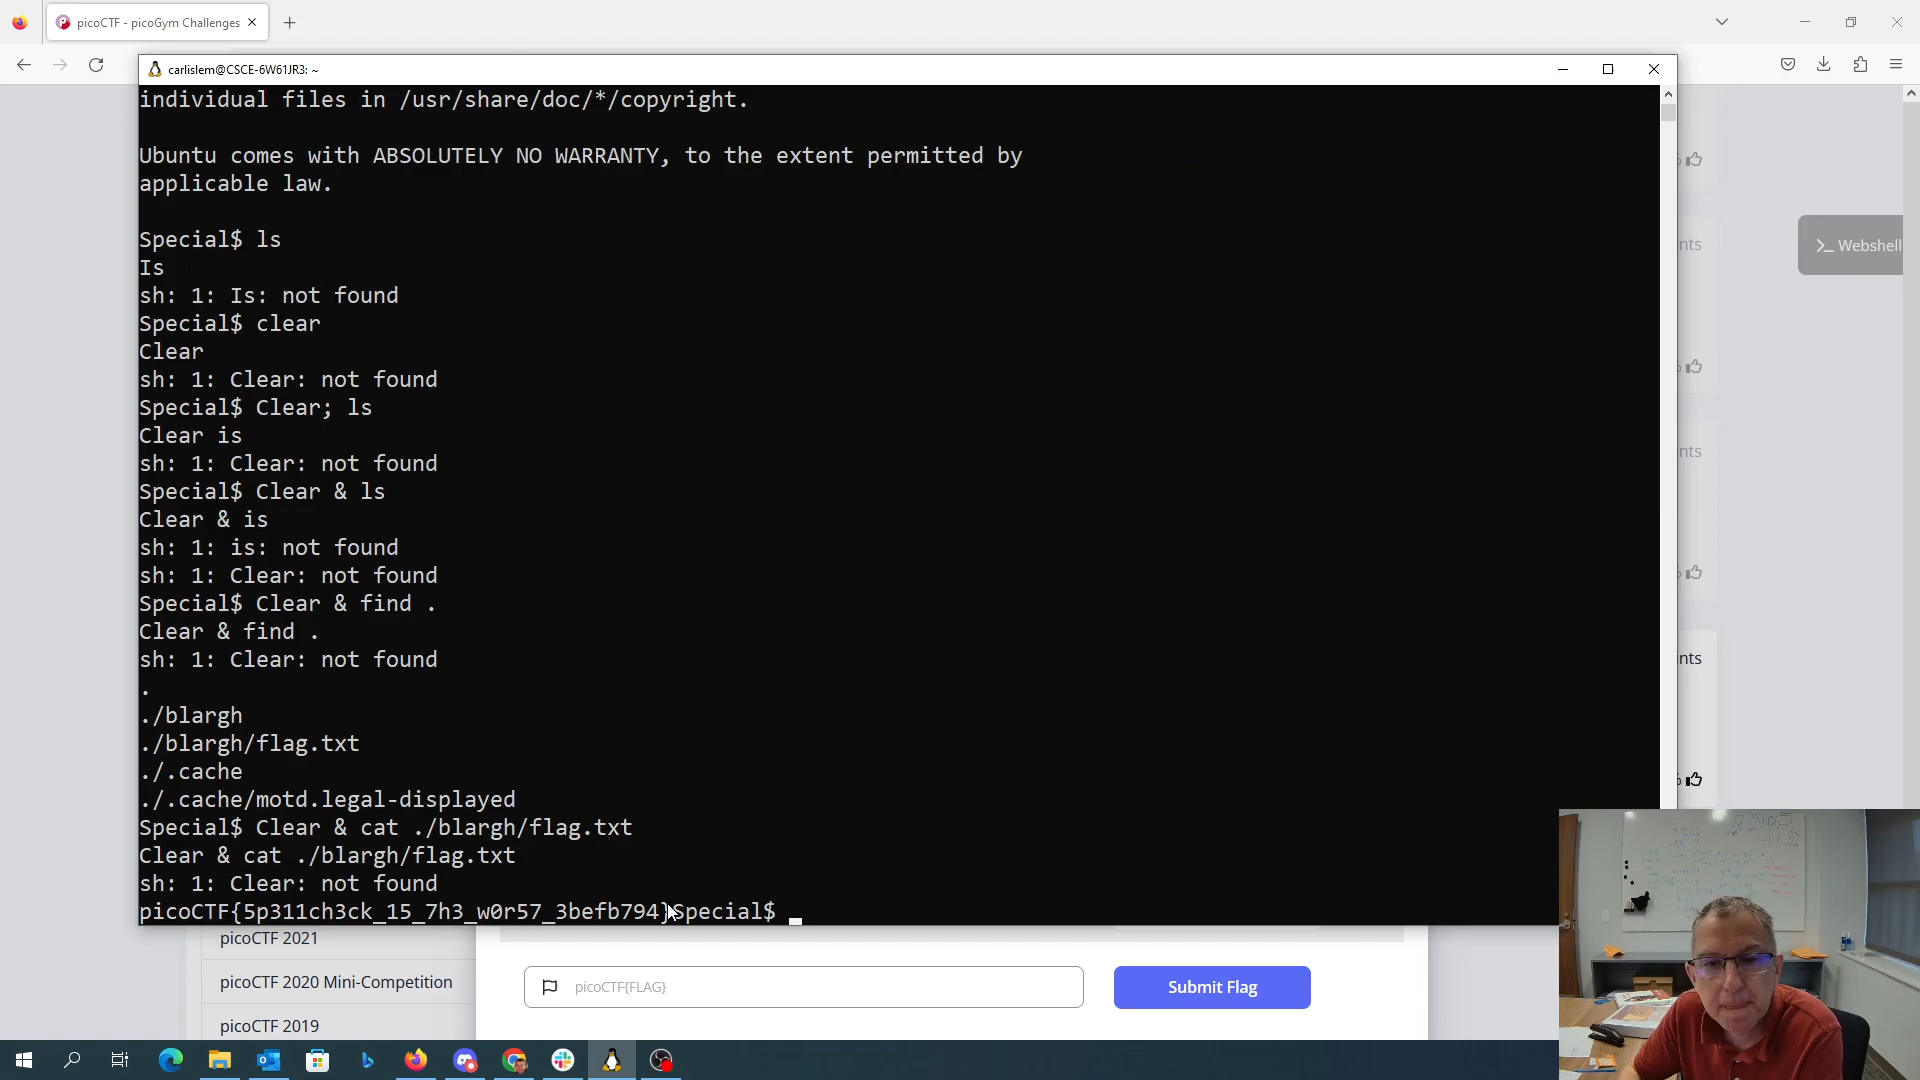 picoCTF - picoGym Challenges
carlislem@CSCE-6W61JR3: ~
individual files in /usr/share/doc/*/copyright.
Ubuntu comes with ABSOLUTELY NO WARRANTY, to the extent permitted by
applicable law.
Special$ ls
Is
sh: 1: Is: not found
Special$ clear
Clear
sh: 1: Clear: not found
Special$ Clear; ls
Clear is
sh: 1: Clear: not found
Special$ Clear & ls
Clear & is
sh: 1: is: not found
sh: 1: Clear: not found
Special$ Clear & find .
Clear & find .
sh: 1: Clear: not found
.
./blargh
./blargh/flag.txt
./.cache
./.cache/motd.legal-displayed
Special$ Clear & cat ./blargh/flag.txt
Clear & cat ./blargh/flag.txt
sh: 1: Clear: not found
picoCTF{5p311ch3ck_15_7h3_w0r57_3befb794}Special$
nts
>_ Webshell
nts
ints
picoCTF 2021
picoCTF 2020 Mini-Competition
picoCTF 2019
picoCTF{FLAG}
Submit Flag